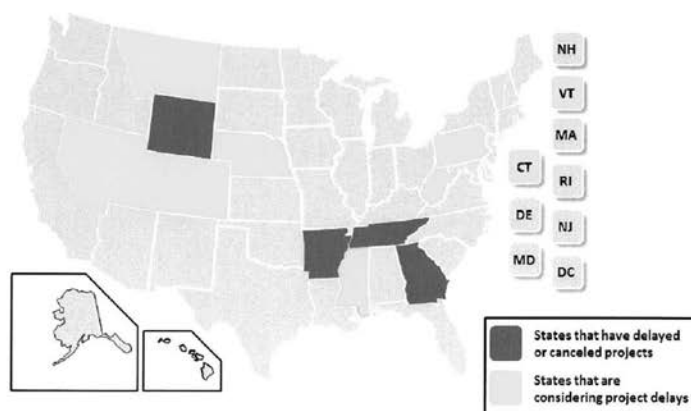 NH
VT
MA
CT
RI
DE
NJ
MD
DC
States that have delayed
or canceled projects
States that are
considering project delays